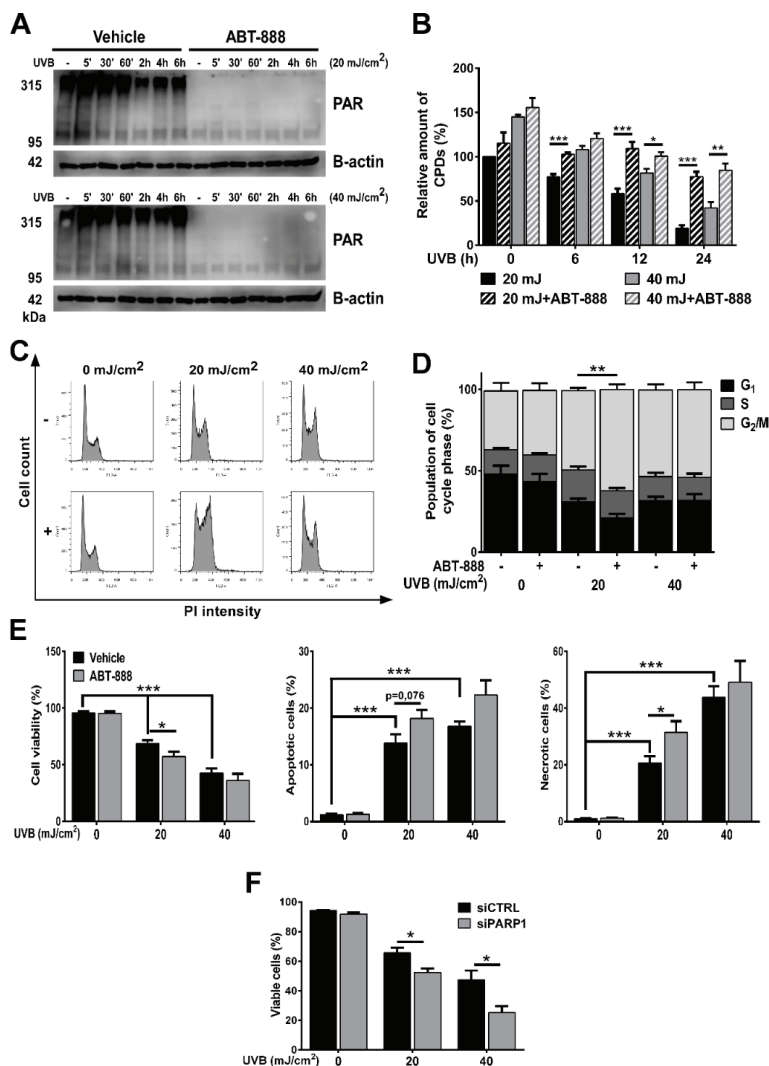 A
Vehicle ABT-888
UVB - 5' 30' 60' 2h 4h 6h - 5' 30' 60' 2h 4h 6h (20 mJ/cm²)
315
PAR
95
42 B-actin
UVB - 5' 30' 60' 2h 4h 6h - 5' 30' 60' 2h 4h 6h (40 mJ/cm²)
315
PAR
95
42 B-actin
kDa
B
Relative amount of
CPDs (%)
200
150
100
50
0
*** *** * *** **
0 6 12 24
UVB (h)
20 mJ 40 mJ
20 mJ+ABT-888 40 mJ+ABT-888
C
0 mJ/cm² 20 mJ/cm² 40 mJ/cm²
-
+
Cell count
PI intensity
D
Population of cell
cycle phase (%)
100
50
0
**
G₁
S
G₂/M
ABT-888 - + - + - +
UVB (mJ/cm²) 0 20 40
E
Cell viability (%)
150
100
50
0
Vehicle
ABT-888
***
*
UVB (mJ/cm²) 0 20 40
Apoptotic cells (%)
30
20
10
0
***
p=0,076
***
0 20 40
Necrotic cells (%)
60
40
20
0
***
*
***
0 20 40
F
Viable cells (%)
100
80
60
40
20
0
siCTRL
siPARP1
*
*
UVB (mJ/cm²) 0 20 40